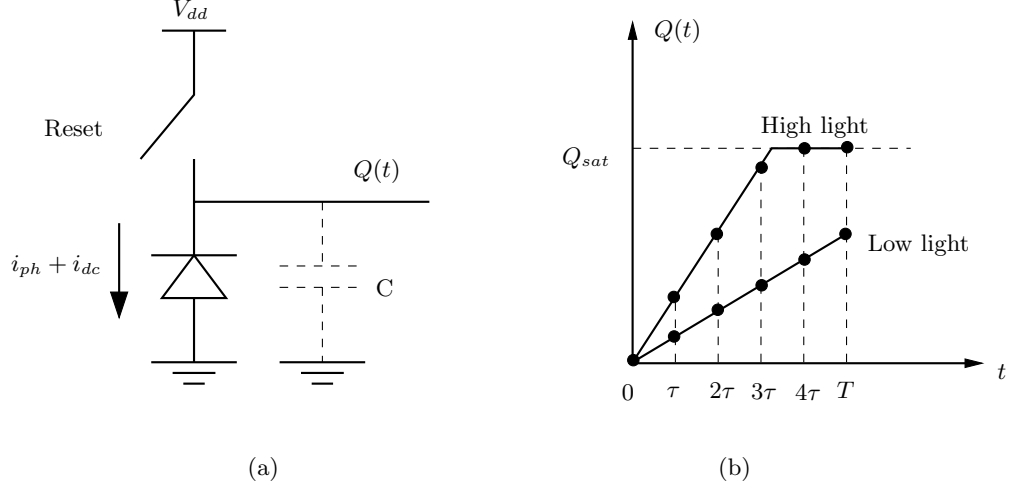 V_dd
Reset
Q(t)
i_ph + i_dc
C
(a)
Q(t)
High light
Q_sat
Low light
0 τ 2τ 3τ 4τ T
t
(b)